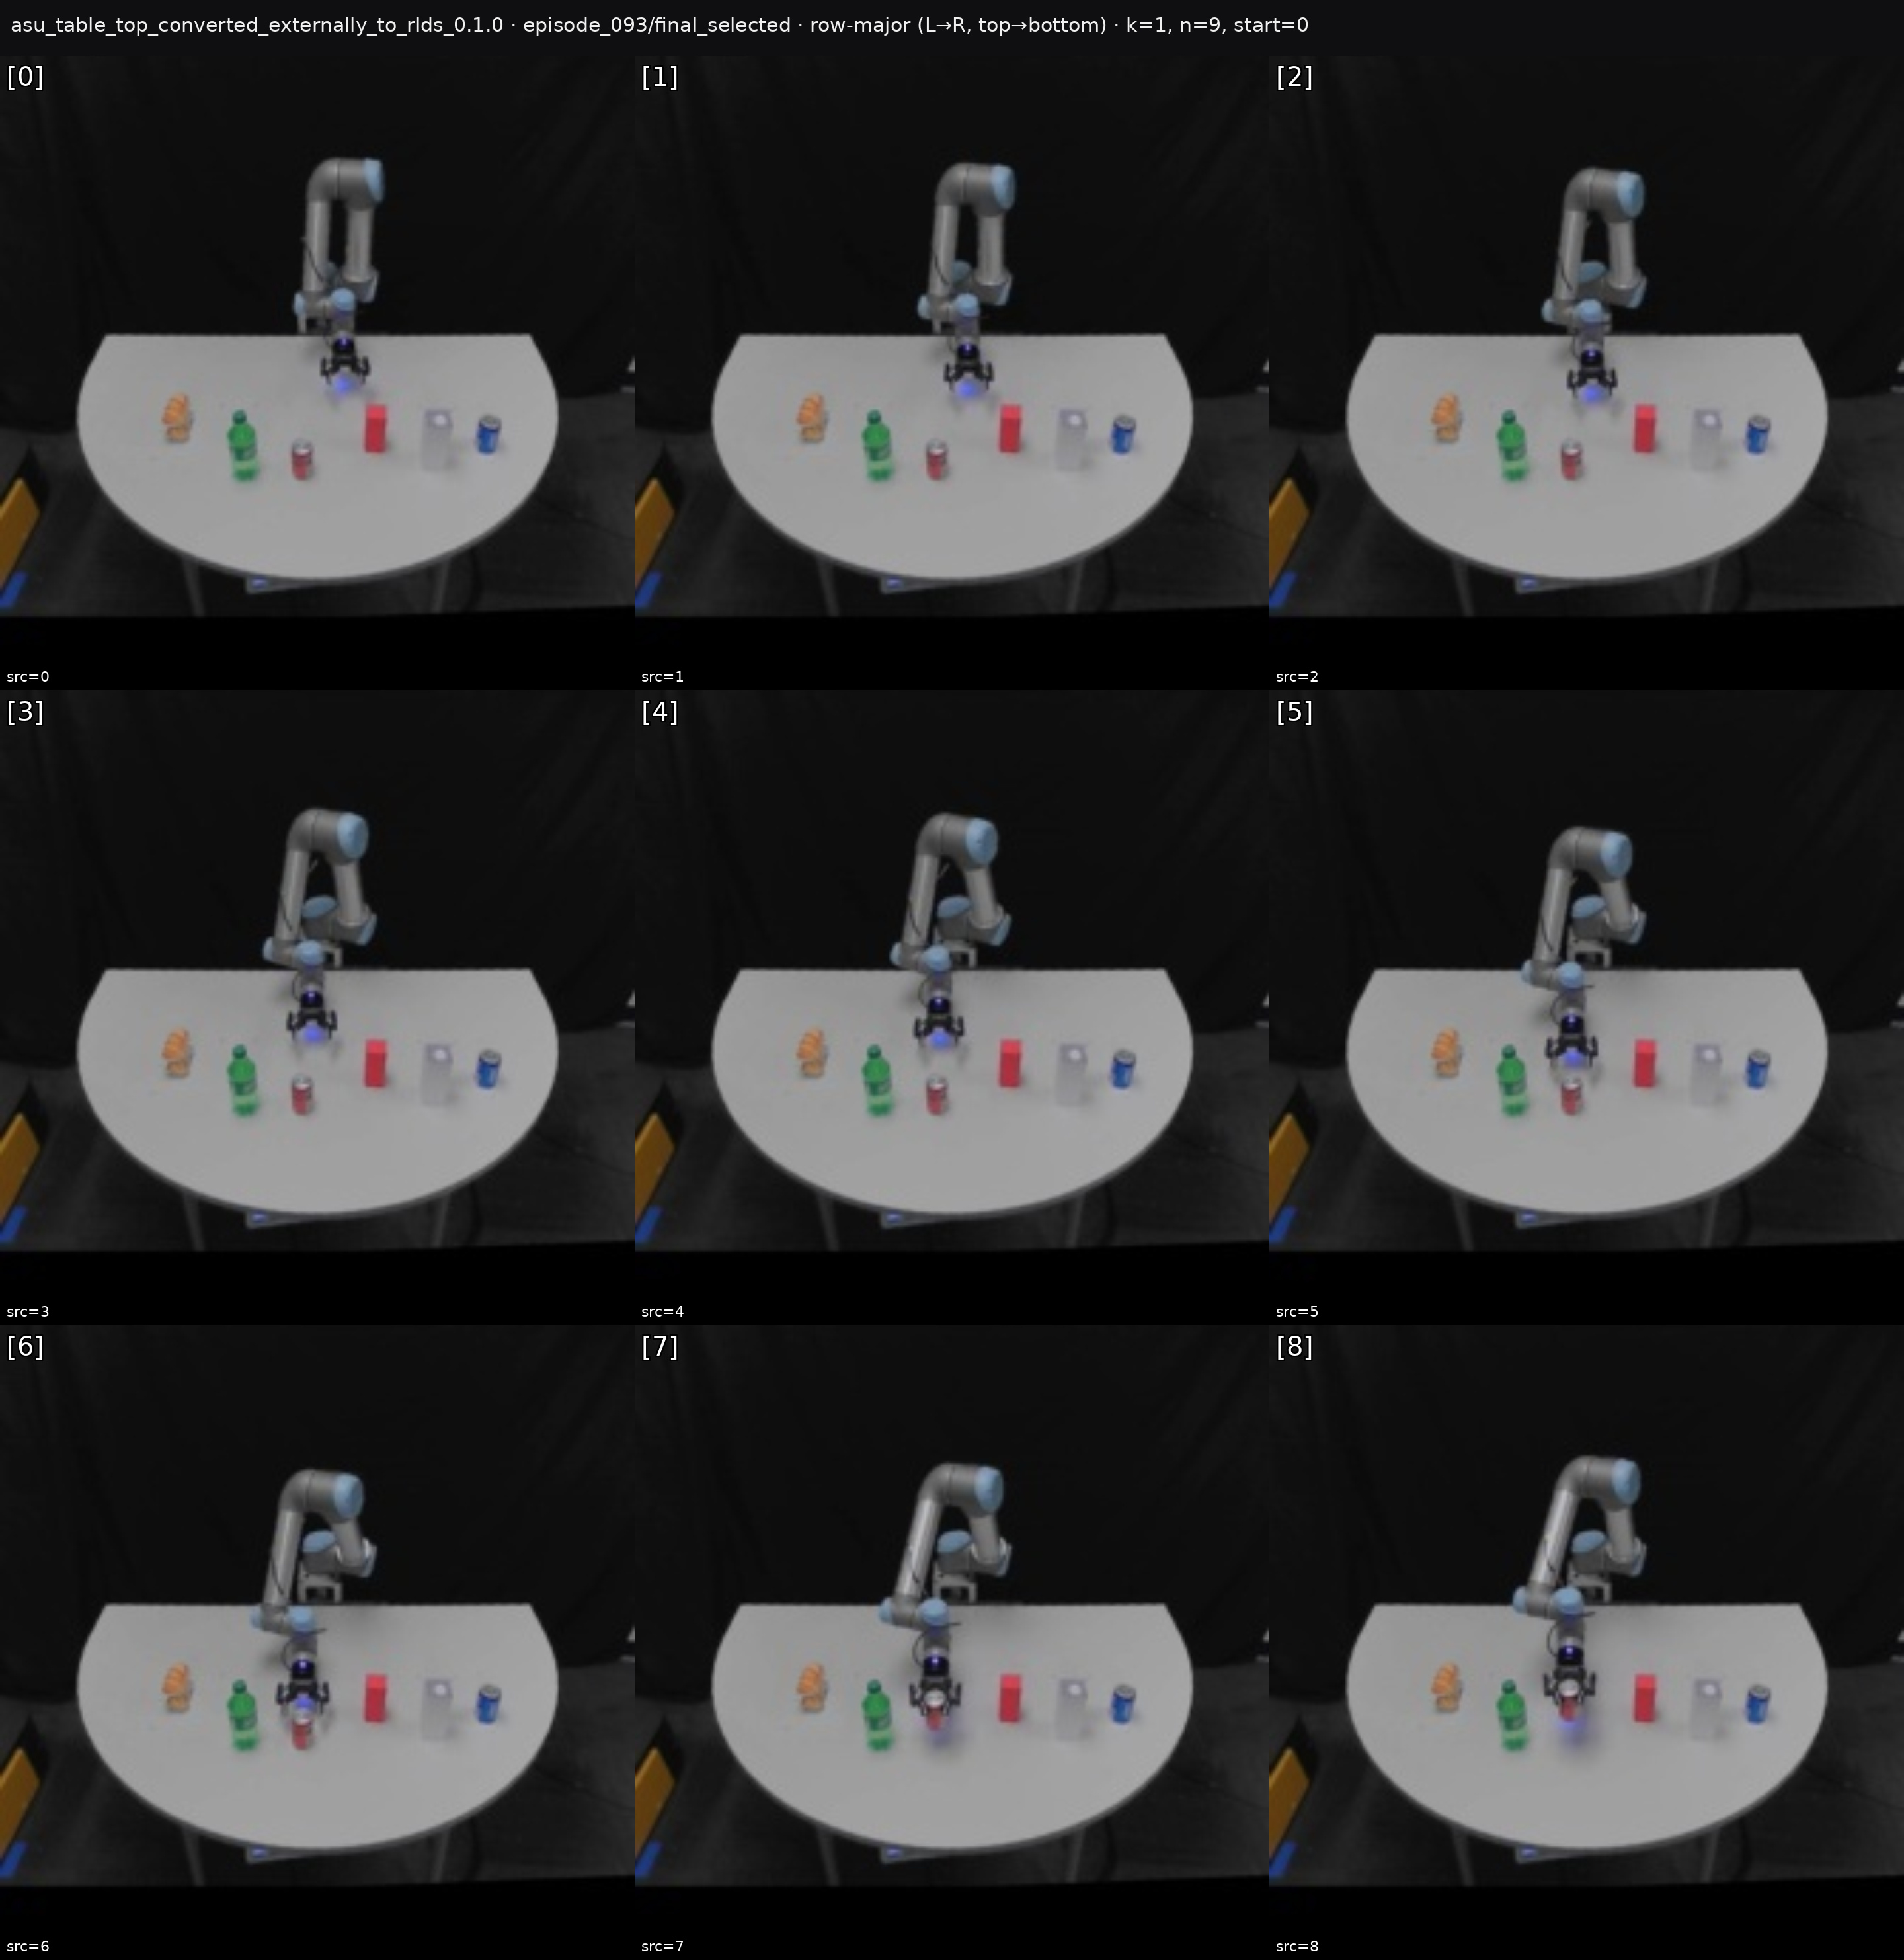 asu_table_top_converted_externally_to_rlds_0.1.0 · episode_093/final_selected · row-major (L→R, top→bottom) · k=1, n=9, start=0
[0]
[1]
[2]
src=0
src=1
src=2
[3]
[4]
[5]
src=3
src=4
src=5
[6]
[7]
[8]
src=6
src=7
src=8